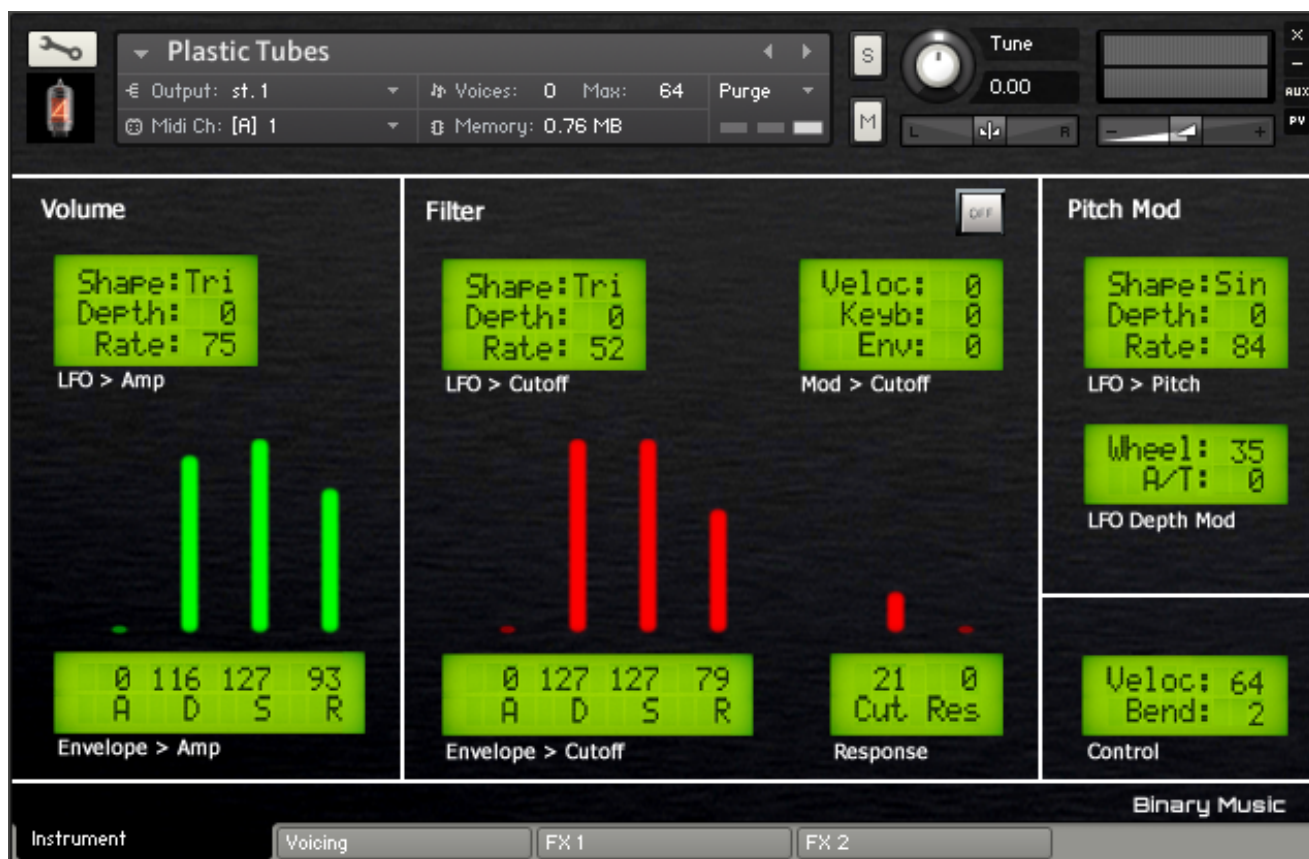 Plastic Tubes
Output: st.1
Voices: 0 Max: 64
Purge
Midi Ch: [A] 1
Memory: 0.76 MB
S
M
Tune
0.00
L R
- +
×
–
AUX
PV
Volume
Shape:Tri
Depth: 0
Rate: 75
LFO > Amp
0 116 127 93
A D S R
Envelope > Amp
Filter
OFF
Shape:Tri
Depth: 0
Rate: 52
LFO > Cutoff
Veloc: 0
Keyb: 0
Env: 0
Mod > Cutoff
0 127 127 79
A D S R
Envelope > Cutoff
21 0
Cut Res
Response
Pitch Mod
Shape:Sin
Depth: 0
Rate: 84
LFO > Pitch
Wheel: 35
A/T: 0
LFO Depth Mod
Veloc: 64
Bend: 2
Control
Binary Music
Instrument
Voicing
FX 1
FX 2